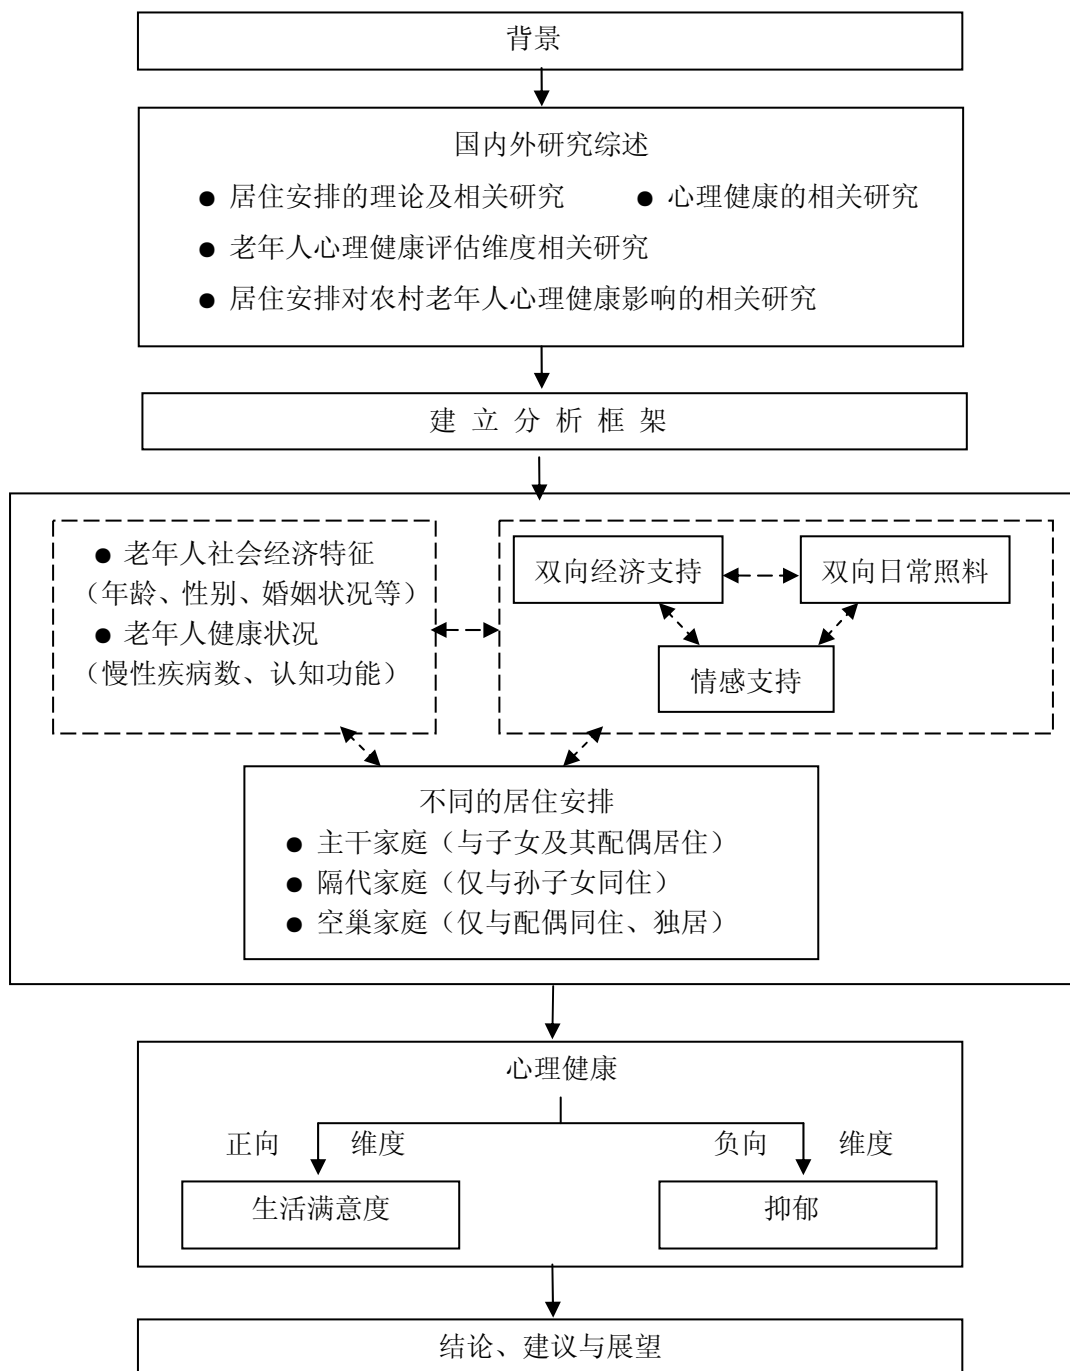 背景
国内外研究综述
● 居住安排的理论及相关研究 ● 心理健康的相关研究
● 老年人心理健康评估维度相关研究
● 居住安排对农村老年人心理健康影响的相关研究
建 立 分 析 框 架
● 老年人社会经济特征
（年龄、性别、婚姻状况等）
● 老年人健康状况
（慢性疾病数、认知功能）
双向经济支持
双向日常照料
情感支持
不同的居住安排
● 主干家庭（与子女及其配偶居住）
● 隔代家庭（仅与孙子女同住）
● 空巢家庭（仅与配偶同住、独居）
心理健康
正向 维度
负向 维度
生活满意度
抑郁
结论、建议与展望